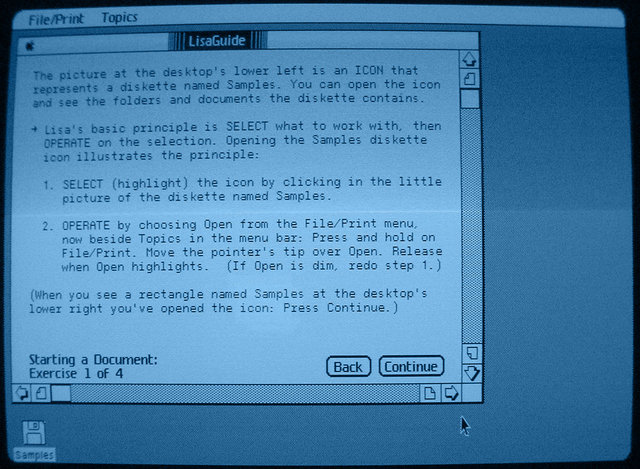 File/Print Topics
LisaGuide
The picture at the desktop's lower left is an ICON that
represents a diskette named Samples. You can open the icon
and see the folders and documents the diskette contains.
→ Lisa's basic principle is SELECT what to work with, then
OPERATE on the selection. Opening the Samples diskette
icon illustrates the principle:
1. SELECT (highlight) the icon by clicking in the little
picture of the diskette named Samples.
2. OPERATE by choosing Open from the File/Print menu,
now beside Topics in the menu bar: Press and hold on
File/Print. Move the pointer's tip over Open. Release
when Open highlights. (If Open is dim, redo step 1.)
(When you see a rectangle named Samples at the desktop's
lower right you've opened the icon: Press Continue.)
Starting a Document:
Exercise 1 of 4
Back Continue
Samples